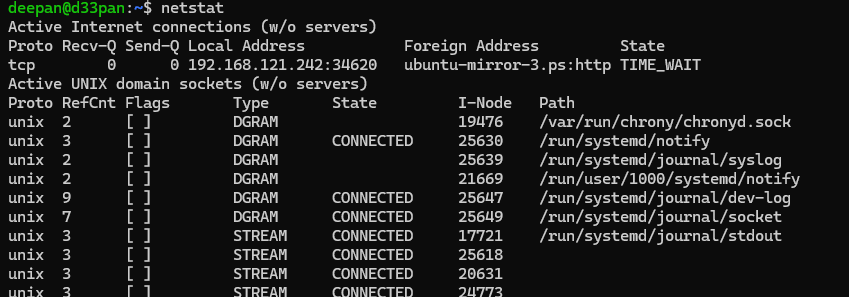 deepan@d33pan:~$ netstat
Active Internet connections (w/o servers)
Proto Recv-Q Send-Q Local Address           Foreign Address         State
tcp        0      0 192.168.121.242:34620   ubuntu-mirror-3.ps:http TIME_WAIT
Active UNIX domain sockets (w/o servers)
Proto RefCnt Flags       Type       State         I-Node   Path
unix  2      [ ]         DGRAM                    19476    /var/run/chrony/chronyd.sock
unix  3      [ ]         DGRAM      CONNECTED     25630    /run/systemd/notify
unix  2      [ ]         DGRAM                    25639    /run/systemd/journal/syslog
unix  2      [ ]         DGRAM                    21669    /run/user/1000/systemd/notify
unix  9      [ ]         DGRAM      CONNECTED     25647    /run/systemd/journal/dev-log
unix  7      [ ]         DGRAM      CONNECTED     25649    /run/systemd/journal/socket
unix  3      [ ]         STREAM     CONNECTED     17721    /run/systemd/journal/stdout
unix  3      [ ]         STREAM     CONNECTED     25618
unix  3      [ ]         STREAM     CONNECTED     20631
unix  3      [ ]         STREAM     CONNECTED     24773